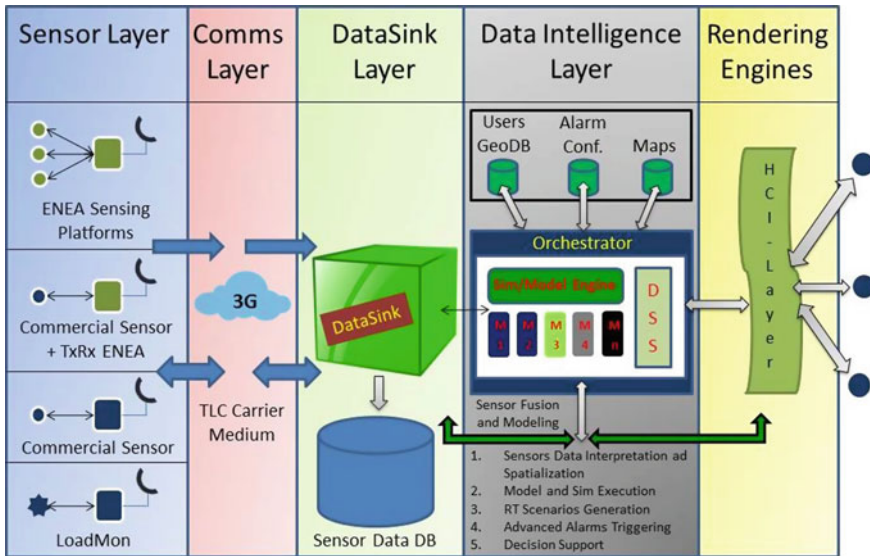 Sensor Layer
Comms
Layer
DataSink
Layer
Data Intelligence
Layer
Rendering
Engines
ENEA Sensing
Platforms
Commercial Sensor
+ TxRx ENEA
Commercial Sensor
LoadMon
3G
TLC Carrier
Medium
DataSink
Sensor Data DB
Users
GeoDB
Alarm
Conf.
Maps
Orchestrator
Sim/Model Engine
M
1
M
2
M
3
M
4
M
n
D
S
S
Sensor Fusion
and Modeling
1. Sensors Data Interpretation ad
Spatialization
2. Model and Sim Execution
3. RT Scenarios Generation
4. Advanced Alarms Triggering
5. Decision Support
H
C
I
-
L
a
y
e
r